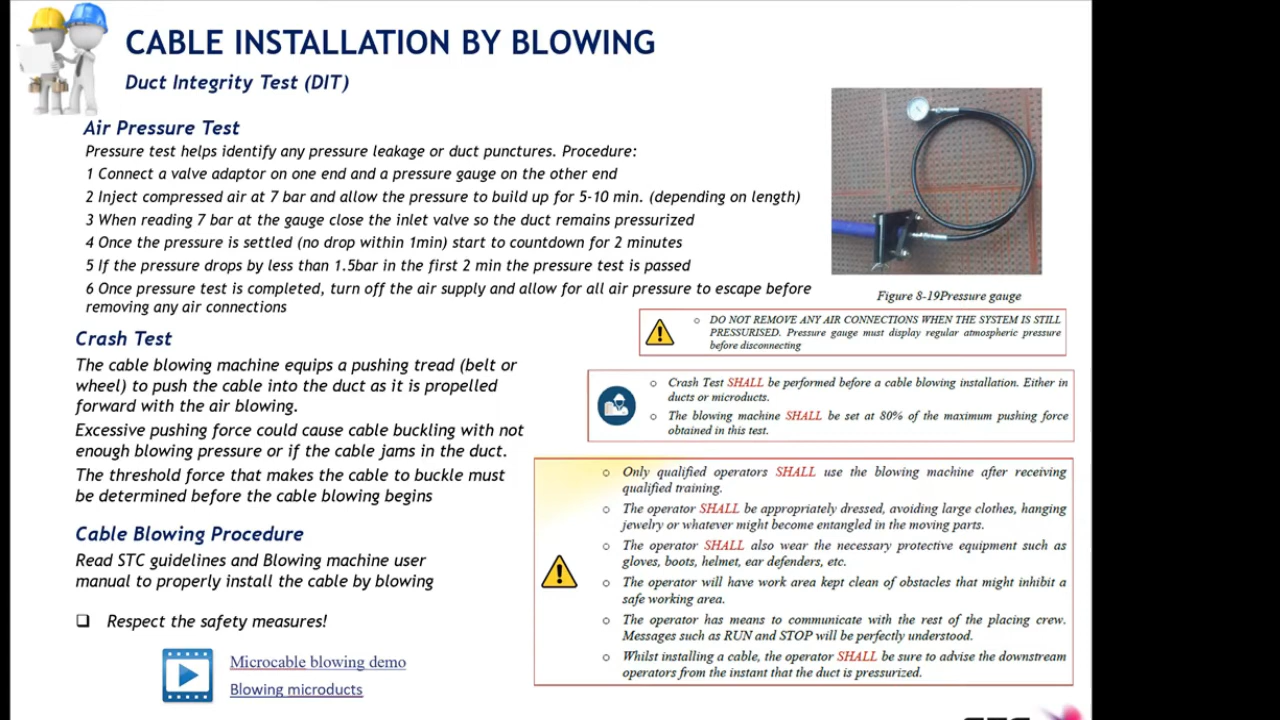 CABLE INSTALLATION BY BLOWING
Duct Integrity Test (DIT)
Air Pressure Test
Pressure test helps identify any pressure leakage or duct punctures. Procedure:
1 Connect a valve adaptor on one end and a pressure gauge on the other end
2 Inject compressed air at 7 bar and allow the pressure to build up for 5-10 min. (depending on length)
3 When reading 7 bar at the gauge close the inlet valve so the duct remains pressurized
4 Once the pressure is settled (no drop within 1min) start to countdown for 2 minutes
5 If the pressure drops by less than 1.5bar in the first 2 min the pressure test is passed
6 Once pressure test is completed, turn off the air supply and allow for all air pressure to escape before
removing any air connections
Figure 8-19Pressure gauge
o DO NOT REMOVE ANY AIR CONNECTIONS WHEN THE SYSTEM IS STILL
PRESSURISED. Pressure gauge must display regular atmospheric pressure
before disconnecting
Crash Test
The cable blowing machine equips a pushing tread (belt or
wheel) to push the cable into the duct as it is propelled
forward with the air blowing.
Excessive pushing force could cause cable buckling with not
enough blowing pressure or if the cable jams in the duct.
The threshold force that makes the cable to buckle must
be determined before the cable blowing begins
o Crash Test SHALL be performed before a cable blowing installation. Either in
ducts or microducts.
o The blowing machine SHALL be set at 80% of the maximum pushing force
obtained in this test.
Cable Blowing Procedure
Read STC guidelines and Blowing machine user
manual to properly install the cable by blowing
❑ Respect the safety measures!
Microcable blowing demo
Blowing microducts
o Only qualified operators SHALL use the blowing machine after receiving
qualified training.
o The operator SHALL be appropriately dressed, avoiding large clothes, hanging
jewelry or whatever might become entangled in the moving parts.
o The operator SHALL also wear the necessary protective equipment such as
gloves, boots, helmet, ear defenders, etc.
o The operator will have work area kept clean of obstacles that might inhibit a
safe working area.
o The operator has means to communicate with the rest of the placing crew.
Messages such as RUN and STOP will be perfectly understood.
o Whilst installing a cable, the operator SHALL be sure to advise the downstream
operators from the instant that the duct is pressurized.